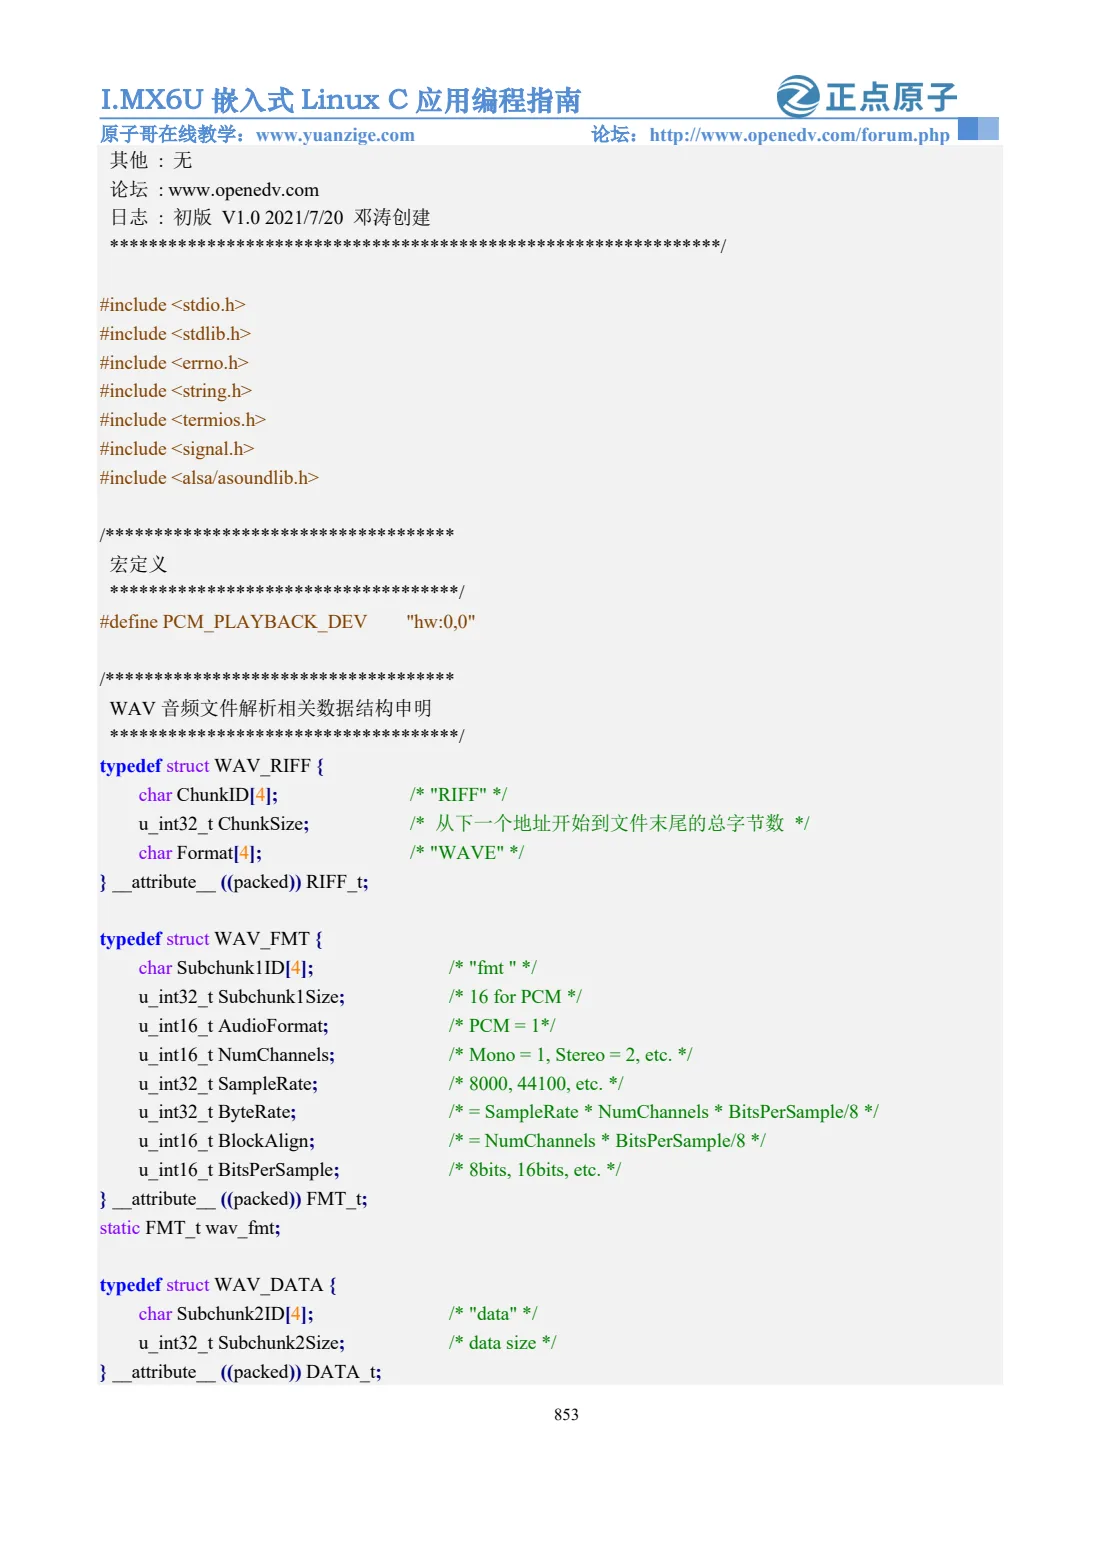 I.MX6U 嵌入式 Linux C 应用编程指南
正点原子
原子哥在线教学：www.yuanzige.com 论坛：http://www.openedv.com/forum.php
其他 : 无
论坛 : www.openedv.com
日志 : 初版 V1.0 2021/7/20 邓涛创建
***************************************************************/
#include <stdio.h>
#include <stdlib.h>
#include <errno.h>
#include <string.h>
#include <termios.h>
#include <signal.h>
#include <alsa/asoundlib.h>
/************************************
宏定义
************************************/
#define PCM_PLAYBACK_DEV "hw:0,0"
/************************************
WAV 音频文件解析相关数据结构申明
************************************/
typedef struct WAV_RIFF {
char ChunkID[4]; /* "RIFF" */
u_int32_t ChunkSize; /* 从下一个地址开始到文件末尾的总字节数 */
char Format[4]; /* "WAVE" */
} __attribute__ ((packed)) RIFF_t;
typedef struct WAV_FMT {
char Subchunk1ID[4]; /* "fmt " */
u_int32_t Subchunk1Size; /* 16 for PCM */
u_int16_t AudioFormat; /* PCM = 1*/
u_int16_t NumChannels; /* Mono = 1, Stereo = 2, etc. */
u_int32_t SampleRate; /* 8000, 44100, etc. */
u_int32_t ByteRate; /* = SampleRate * NumChannels * BitsPerSample/8 */
u_int16_t BlockAlign; /* = NumChannels * BitsPerSample/8 */
u_int16_t BitsPerSample; /* 8bits, 16bits, etc. */
} __attribute__ ((packed)) FMT_t;
static FMT_t wav_fmt;
typedef struct WAV_DATA {
char Subchunk2ID[4]; /* "data" */
u_int32_t Subchunk2Size; /* data size */
} __attribute__ ((packed)) DATA_t;
853